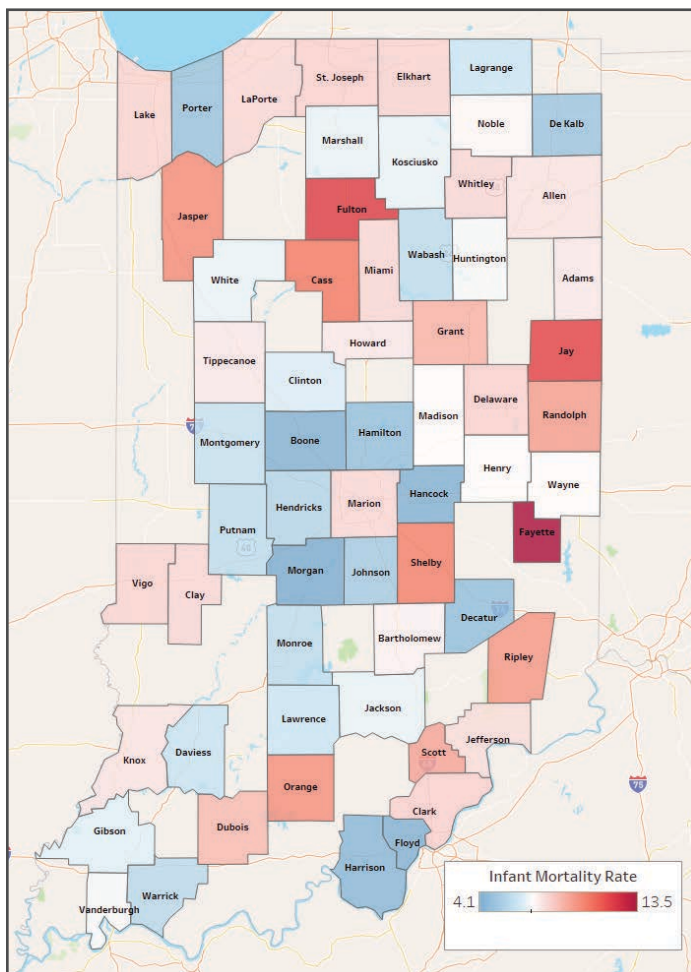 St. Joseph
Elkhart
Lagrange
LaPorte
Porter
Lake
Noble
De Kalb
Marshall
Kosciusko
Whitley
Allen
Jasper
Fulton
Wabash
Huntington
Miami
Cass
White
Adams
Grant
Howard
Jay
Tippecanoe
Clinton
Madison
Delaware
Randolph
Montgomery
Boone
Hamilton
Henry
Wayne
Hancock
Hendricks
Marion
Putnam
Fayette
Shelby
Morgan
Johnson
Vigo
Clay
Decatur
Monroe
Bartholomew
Ripley
Jackson
Lawrence
Jefferson
Knox
Daviess
Scott
Orange
Clark
Gibson
Dubois
Floyd
Harrison
75
Warrick
Vanderburgh
Infant Mortality Rate
4.1
13.5